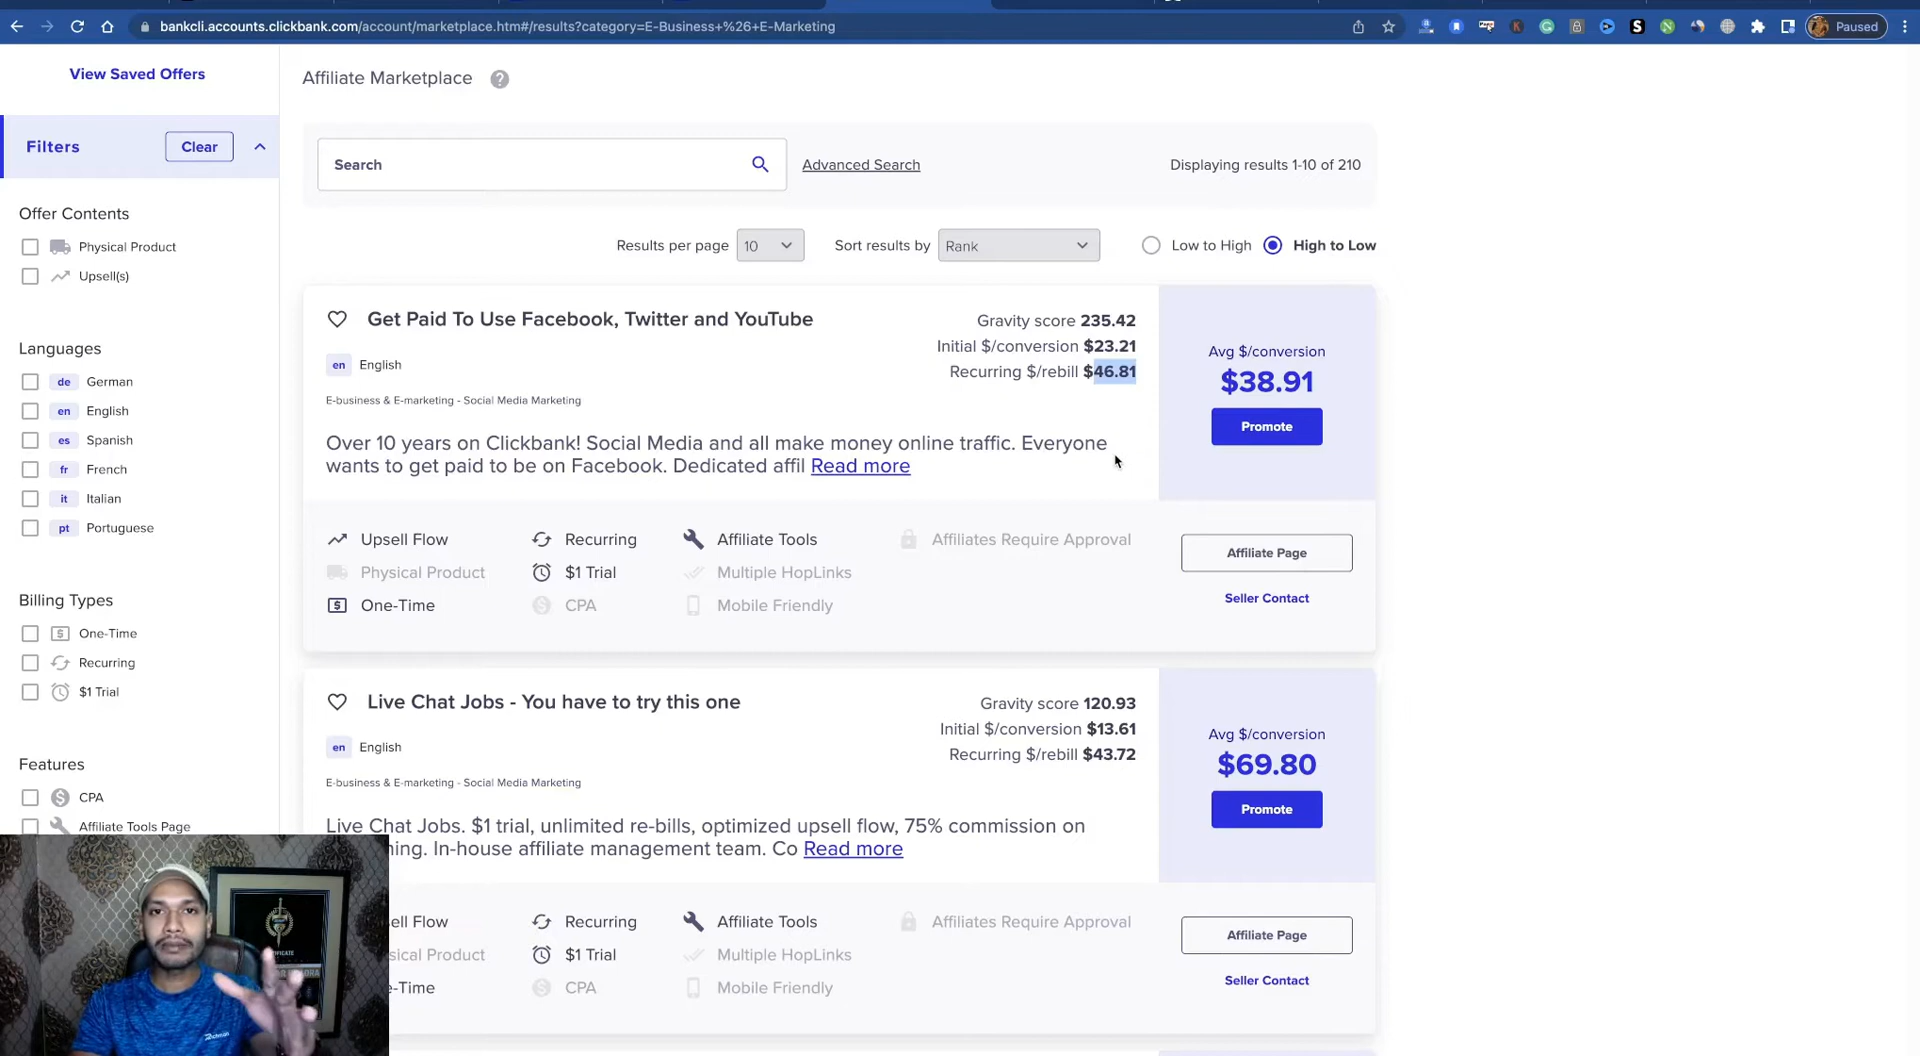 bankcli.accounts.clickbank.com/account/marketplace.htm#/results?category=E-Business+%26+E-Marketing
Paused
View Saved Offers
Filters
Clear
Offer Contents
Physical Product
Upsell(s)
Languages
de German
en English
es Spanish
fr French
it Italian
pt Portuguese
Billing Types
One-Time
Recurring
$1 Trial
Features
CPA
Affiliate Tools Page
Affiliate Marketplace ?
Search
Advanced Search
Displaying results 1-10 of 210
Results per page 10 Sort results by Rank Low to High High to Low
Get Paid To Use Facebook, Twitter and YouTube
en English
E-business & E-marketing - Social Media Marketing
Gravity score 235.42
Initial $/conversion $23.21
Recurring $/rebill $46.81
Over 10 years on Clickbank! Social Media and all make money online traffic. Everyone
wants to get paid to be on Facebook. Dedicated affil Read more
Avg $/conversion
$38.91
Promote
Upsell Flow Recurring Affiliate Tools Affiliates Require Approval
Physical Product $1 Trial Multiple HopLinks
One-Time CPA Mobile Friendly
Affiliate Page
Seller Contact
Live Chat Jobs - You have to try this one
en English
E-business & E-marketing - Social Media Marketing
Gravity score 120.93
Initial $/conversion $13.61
Recurring $/rebill $43.72
Live Chat Jobs. $1 trial, unlimited re-bills, optimized upsell flow, 75% commission on
ning. In-house affiliate management team. Co Read more
Avg $/conversion
$69.80
Promote
ell Flow Recurring Affiliate Tools Affiliates Require Approval
sical Product $1 Trial Multiple HopLinks
e-Time CPA Mobile Friendly
Affiliate Page
Seller Contact